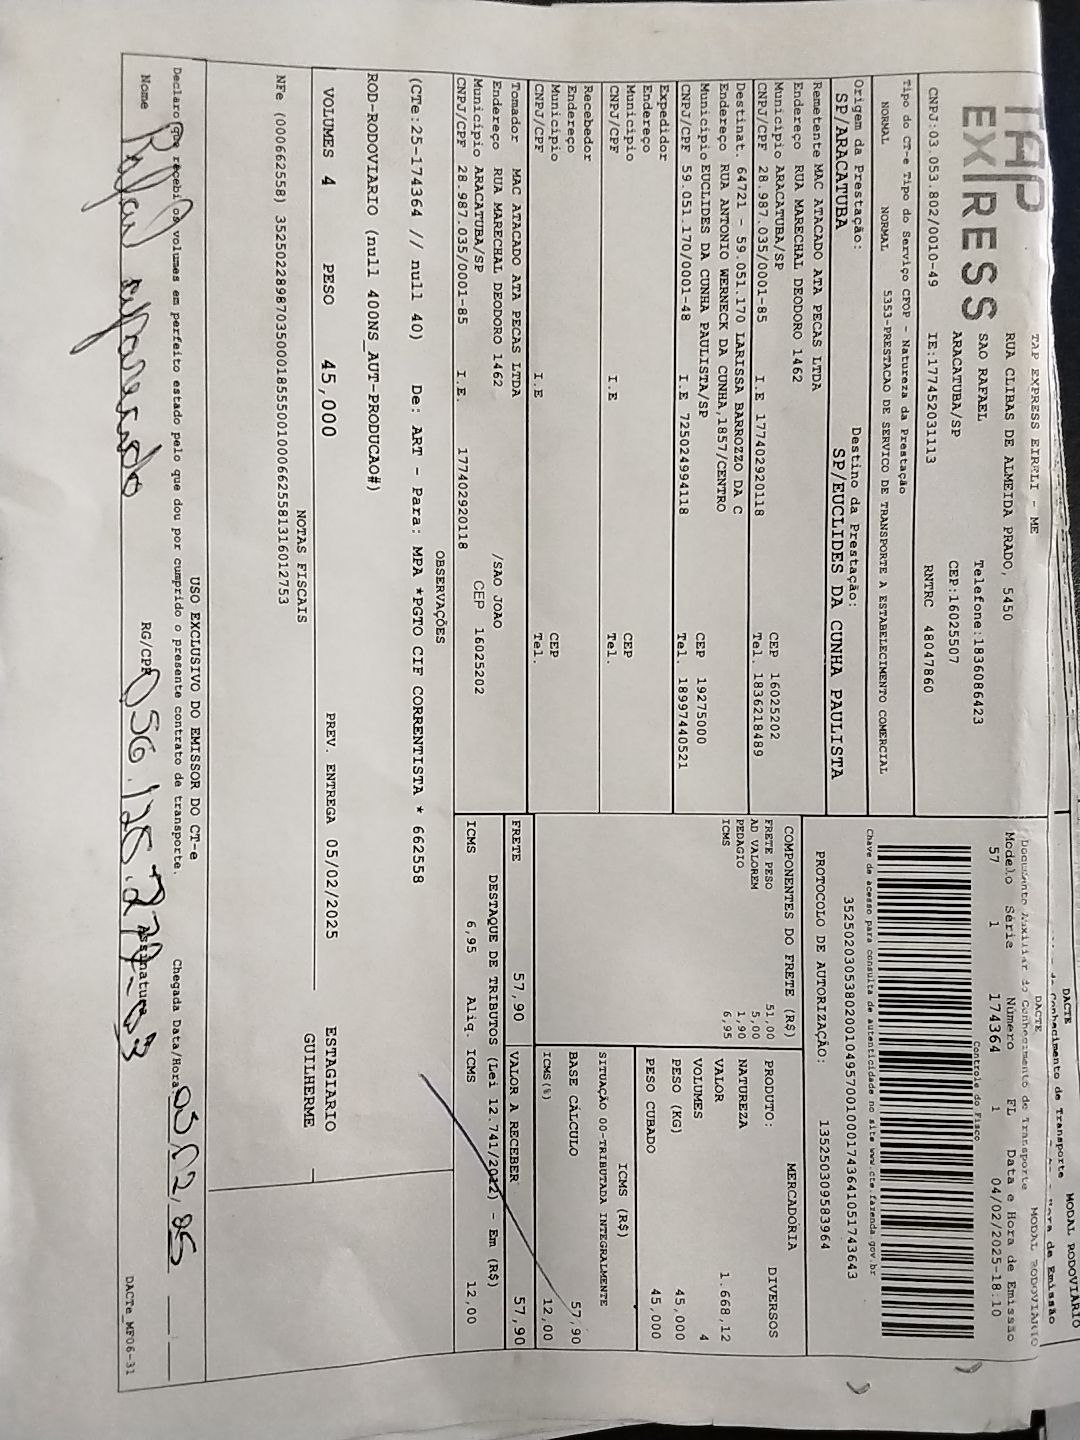 TAP EXPRESS
TAP EXPRESS EIRELI - ME
RUA CLIBAS DE ALMEIDA PRADO, 5450
SAO RAFAEL Telefone:1836086423
ARACATUBA/SP CEP:16025507
CNPJ:03.053.802/0010-49 IE:177452031113 RNTRC 48047860
Tipo do CT-e Tipo do Serviço CFOP - Natureza da Prestação
NORMAL NORMAL 5353-PRESTACAO DE SERVICO DE TRANSPORTE A ESTABELECIMENTO COMERCIAL
Origem da Prestação: Destino da Prestação:
SP/ARACATUBA SP/EUCLIDES DA CUNHA PAULISTA
Remetente MAC ATACADO ATA PECAS LTDA
Endereço RUA MARECHAL DEODORO 1462
Município ARACATUBA/SP CEP 16025202
CNPJ/CPF 28.987.035/0001-85 I.E 177402920118 Tel. 1836218489
Destinat. 64721 - 59.051.170 LARISSA BARROZZO DA C
Endereço RUA ANTONIO WERNECK DA CUNHA,1857/CENTRO
Município EUCLIDES DA CUNHA PAULISTA/SP CEP 19275000
CNPJ/CPF 59.051.170/0001-48 I.E 725024994118 Tel. 18997440521
Expedidor
Endereço
Município CEP
CNPJ/CPF I.E Tel.
Recebedor
Endereço
Município CEP
CNPJ/CPF I.E Tel.
Tomador MAC ATACADO ATA PECAS LTDA
Endereço RUA MARECHAL DEODORO 1462 /SAO JOAO
Município ARACATUBA/SP CEP 16025202
CNPJ/CPF 28.987.035/0001-85 I.E. 177402920118
DACTE MODAL RODOVIÁRIO
DACTE MODAL RODOVIÁRIO
Documento Auxiliar do Conhecimento de Transporte
Modelo Série Número FL Data e Hora de Emissão
57 1 174364 1 04/02/2025-18:10
Controle do Fisco
Chave de acesso para consulta de autenticidade no site www.cte.fazenda.gov.br
PROTOCOLO DE AUTORIZAÇÃO: 135250309583964
COMPONENTES DO FRETE (R$)
FRETE PESO 51,00
AD VALOREM 5,00
PEDAGIO 1,90
ICMS 6,95
MERCADORIA
PRODUTO: DIVERSOS
NATUREZA
VALOR 1.668,12
VOLUMES 4
PESO (KG) 45,000
PESO CUBADO 45,000
ICMS (R$)
SITUAÇÃO 00-TRIBUTADA INTEGRALMENTE
BASE CÁLCULO 57,90
ICMS(%) 12,00
FRETE 57,90 VALOR A RECEBER 57,90
DESTAQUE DE TRIBUTOS (Lei 12.741/2012) - Em (R$)
ICMS 6,95 Aliq. ICMS 12,00
OBSERVAÇÕES
(CTe:25-174364 // null 40) De: ART - Para: MPA *PGTO CIF CORRENTISTA * 662558
ROD-RODOVIARIO (null 400NS_AUT-PRODUCAO#)
VOLUMES 4 PESO 45,000 PREV. ENTREGA 05/02/2025 ESTAGIARIO
GUILHERME
NOTAS FISCAIS
NFe (000662558)
USO EXCLUSIVO DO EMISSOR DO CT-e
Declaro que recebi os volumes em perfeito estado pelo que dou por cumprido o presente contrato de transporte. Chegada Data/Hora 05/02/25
Nome Rafael Aparecido RG/CPF Assinatura
DACTe_MF06-31